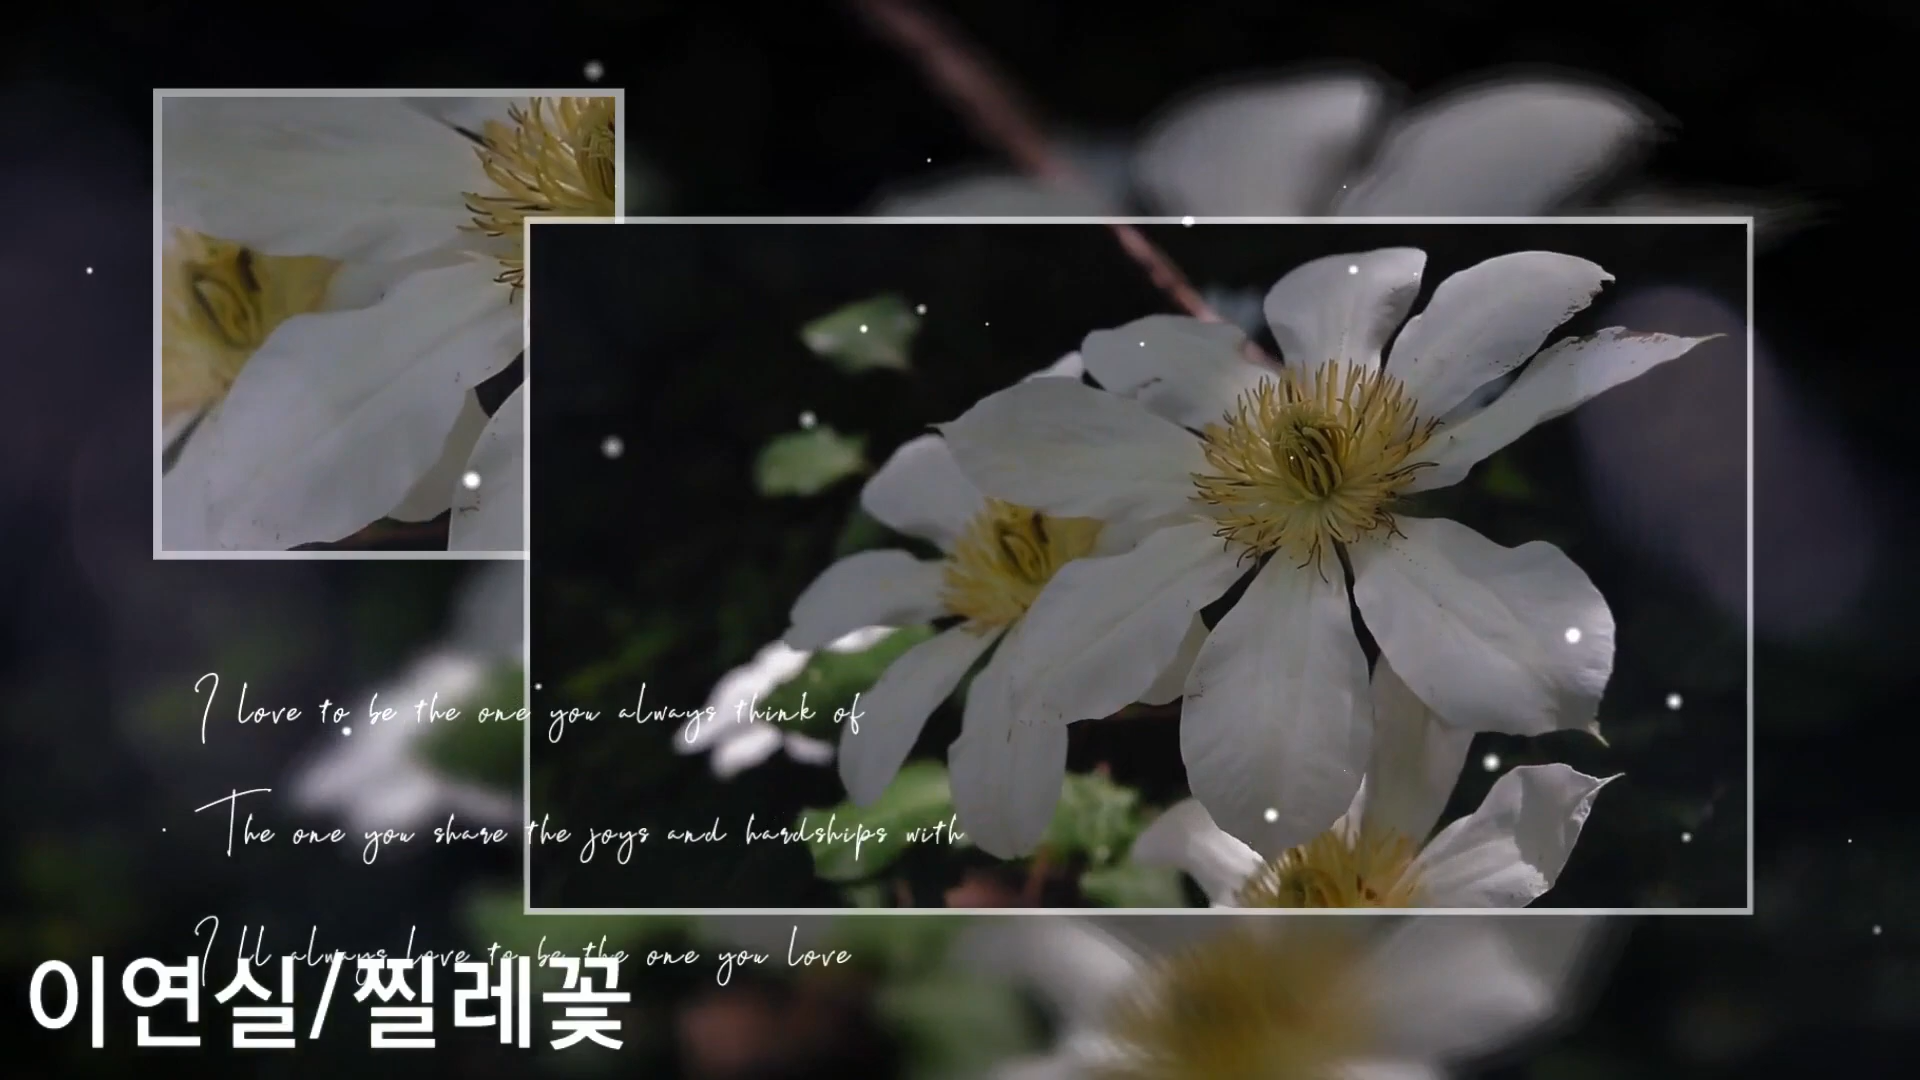 I love to be the one you always think of
The one you share the joys and hardships with
I ll always love to be the one you love
이연실/찔레꽃